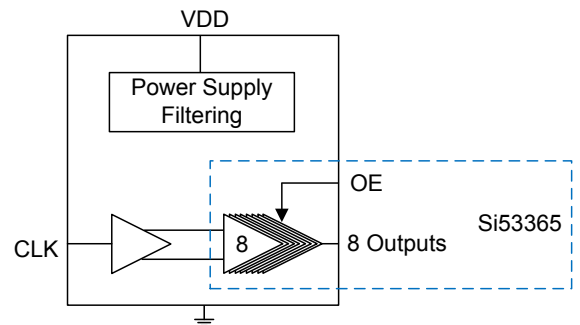 VDD
Power Supply
Filtering
OE
Si53365
CLK
8
8 Outputs